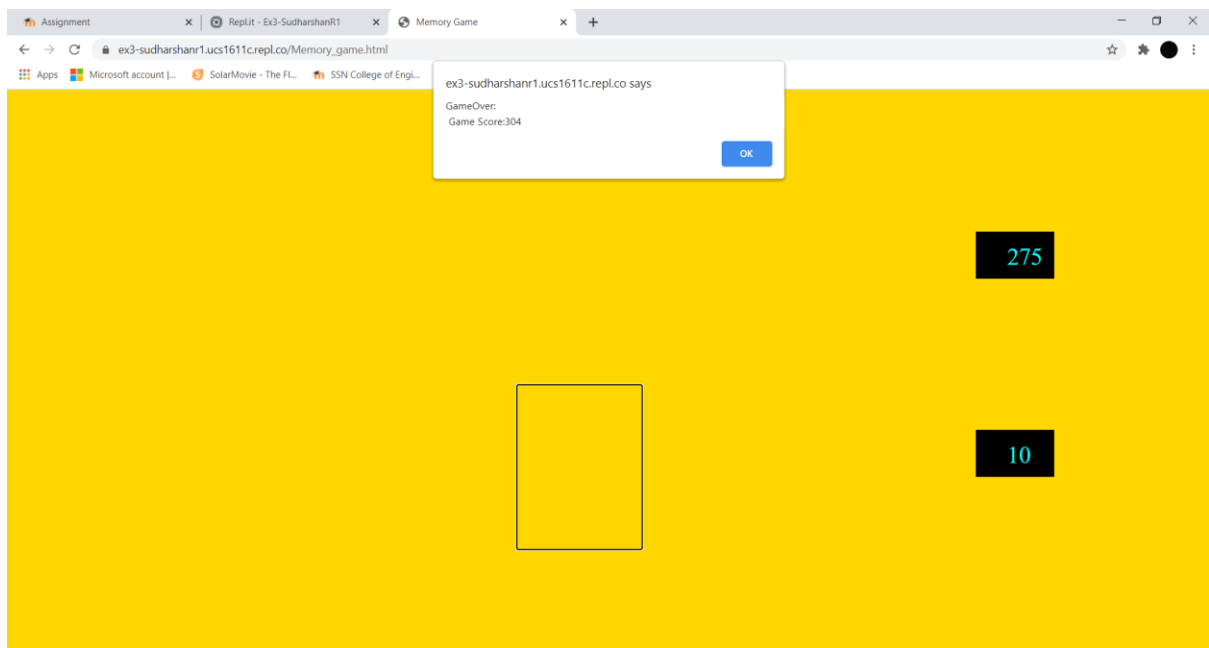 Assignment
Repl.it - Ex3-SudharshanR1
Memory Game
ex3-sudharshanr1.ucs1611c.repl.co/Memory_game.html
Apps
Microsoft account |...
SolarMovie - The Fl...
SSN College of Engi...
ex3-sudharshanr1.ucs1611c.repl.co says
GameOver:
Game Score:304
OK
275
10